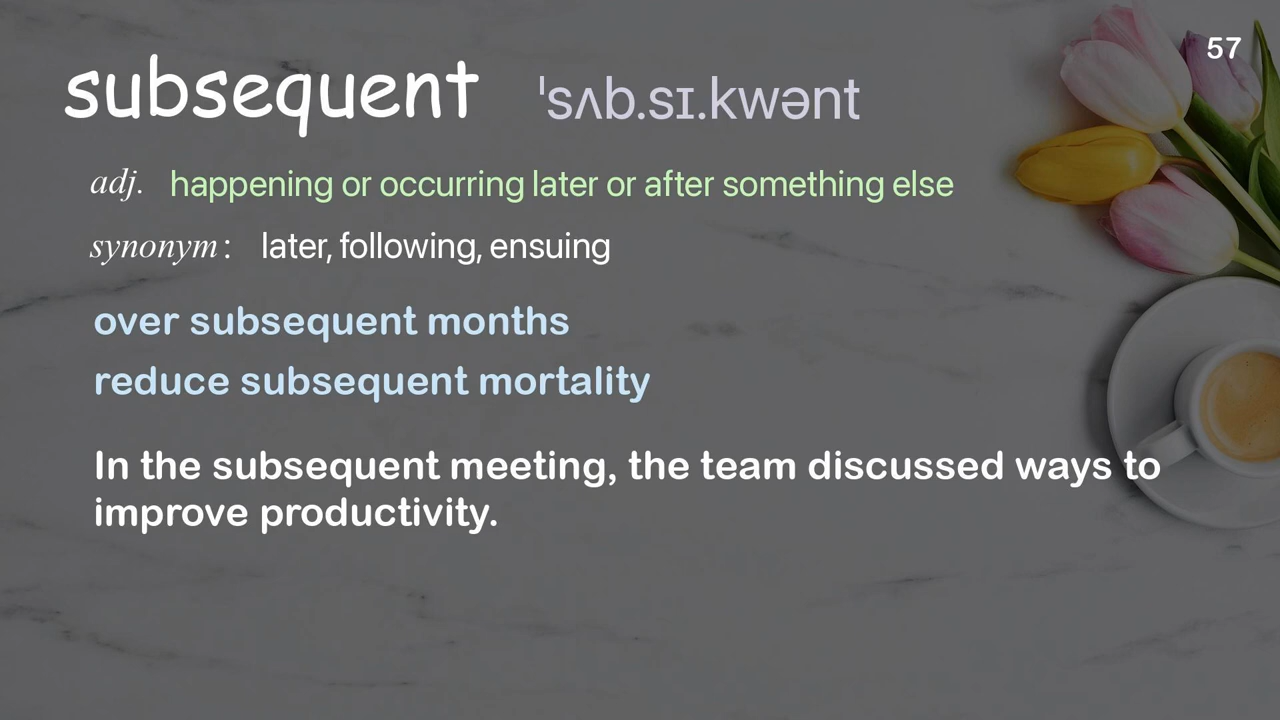 57
subsequent ˈsʌb.sɪ.kwənt
adj. happening or occurring later or after something else
synonym: later, following, ensuing
over subsequent months
reduce subsequent mortality
In the subsequent meeting, the team discussed ways to
improve productivity.